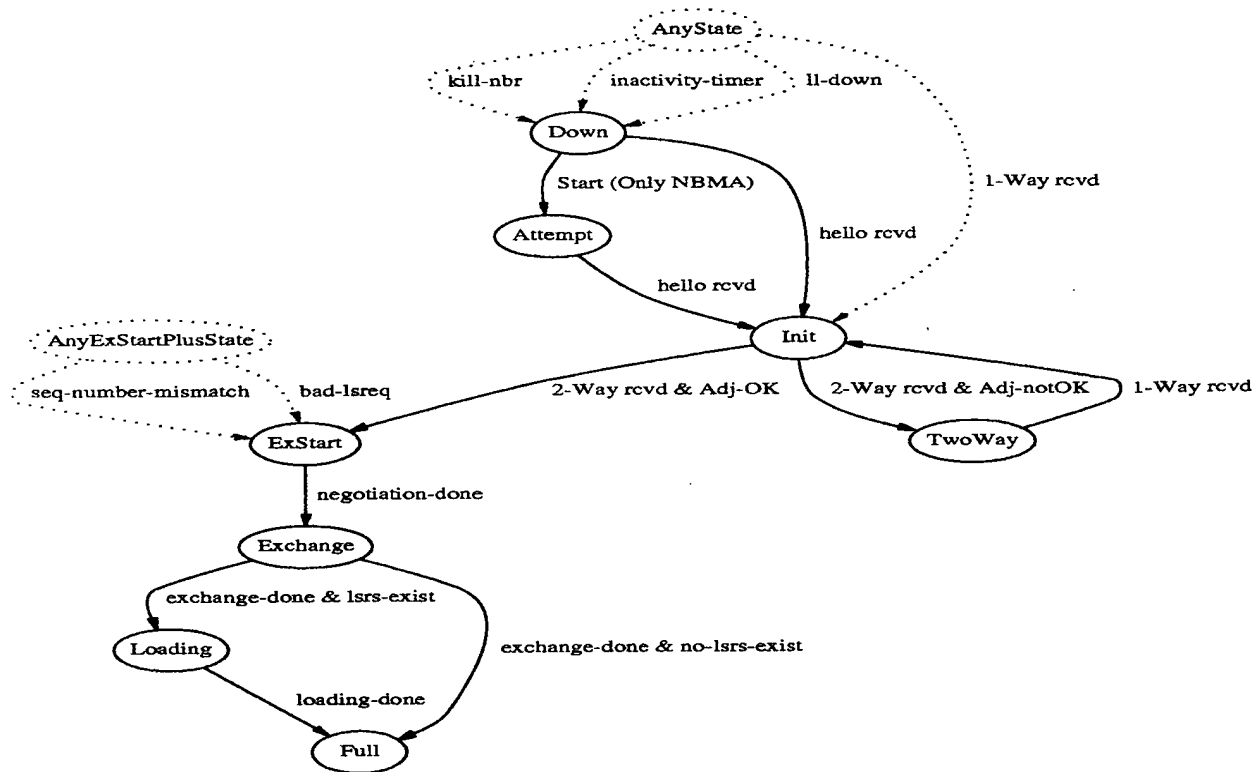 AnyState
kill-nbr
inactivity-timer
ll-down
Down
Start (Only NBMA)
1-Way rcvd
Attempt
hello rcvd
hello rcvd
AnyExStartPlusState
Init
seq-number-mismatch
bad-lsreq
2-Way rcvd & Adj-OK
2-Way rcvd & Adj-notOK
1-Way rcvd
ExStart
TwoWay
negotiation-done
Exchange
exchange-done & lsrs-exist
Loading
exchange-done & no-lsrs-exist
loading-done
Full